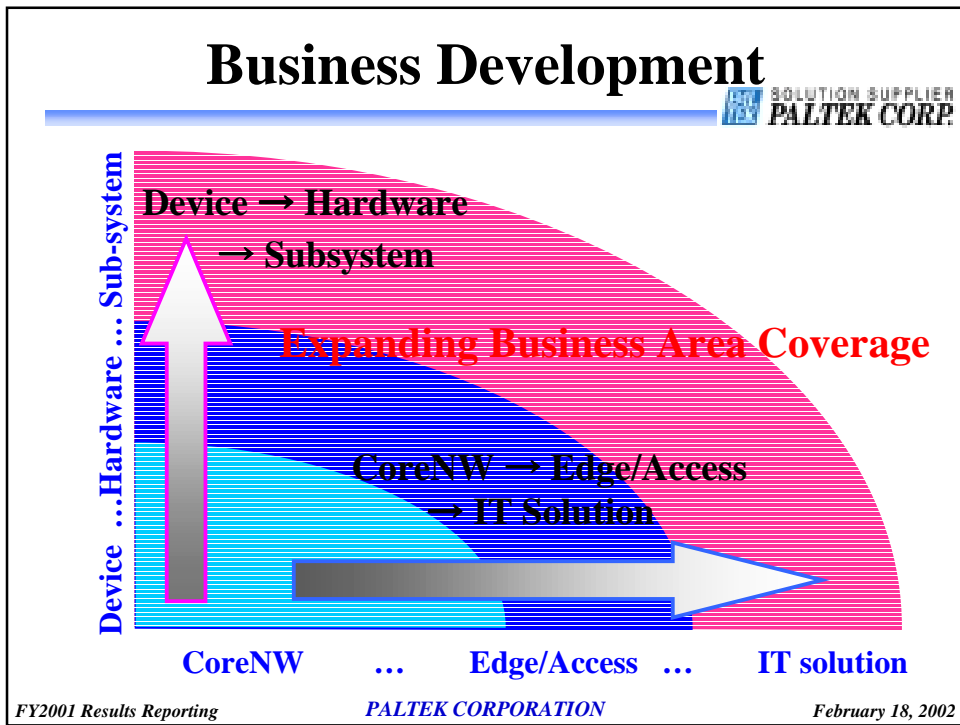 Business Development
SOLUTION SUPPLIER
PALTEK CORP.
Device → Hardware
→ Subsystem
Expanding Business Area Coverage
CoreNW → Edge/Access
→ IT Solution
Device ...Hardware ... Sub-system
CoreNW ... Edge/Access ... IT solution
FY2001 Results Reporting PALTEK CORPORATION February 18, 2002